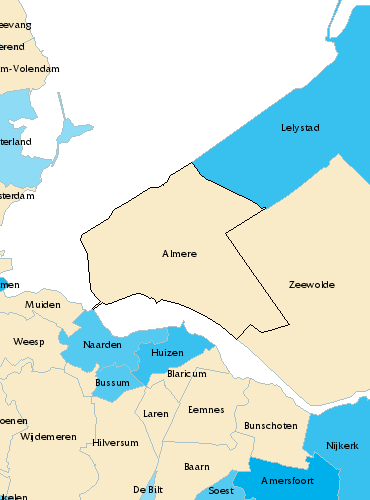 eevang
erend
m-Volendam
Lelystad
terland
sterdam
Almere
Zeewolde
men
Muiden
Weesp
Naarden
Huizen
Blaricum
Bussum
Laren
Eemnes
oenen
Wijdemeren
Hilversum
Bunschoten
Nijkerk
Baarn
Amersfoort
De Bilt
Soest
kelen